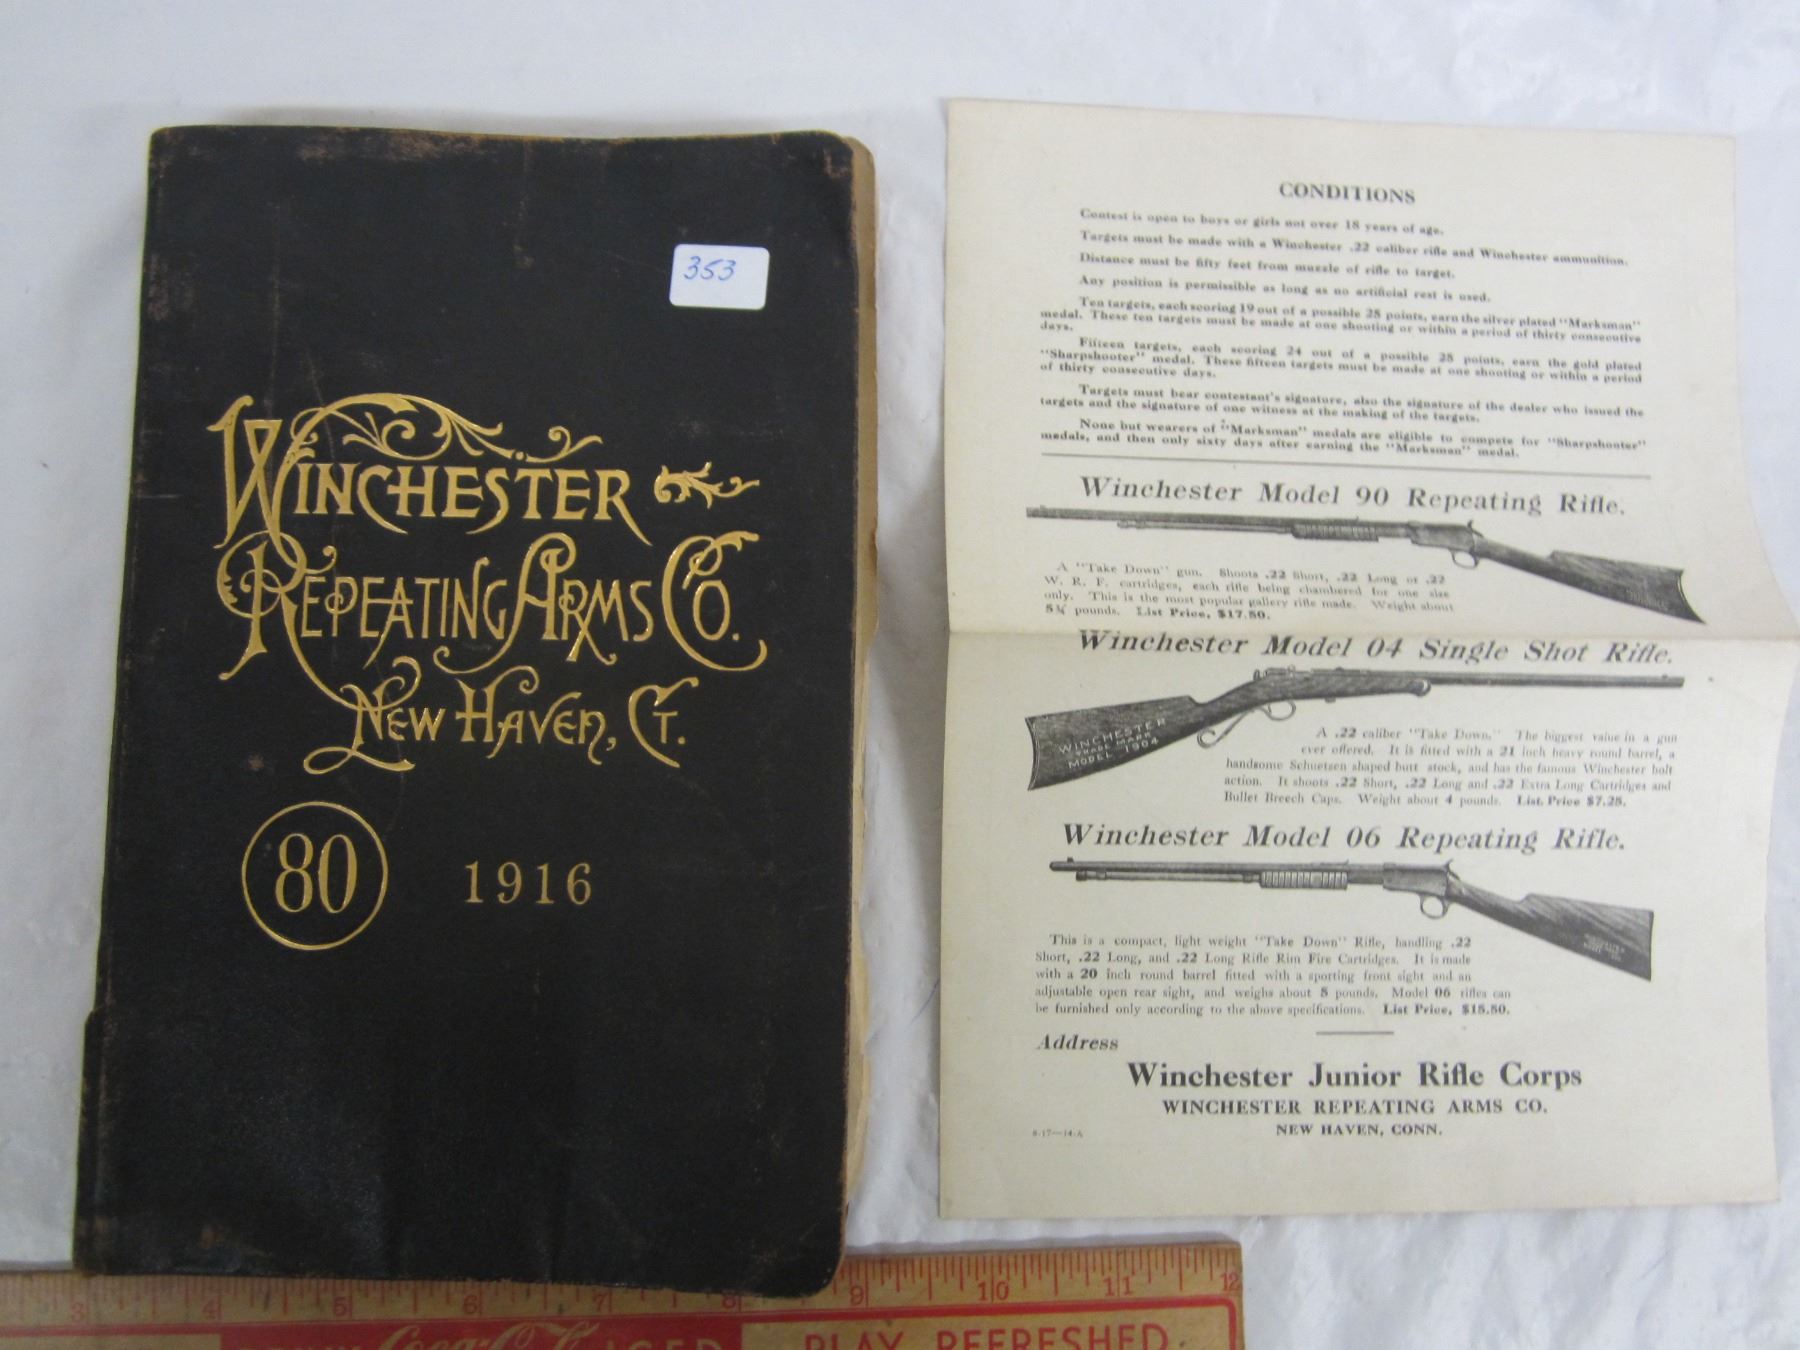 353
WINCHESTER
REPEATING ARMS CO.
NEW HAVEN, CT.
80 1916
CONDITIONS
Contest is open to boys or girls not over 18 years of age.
Targets must be made with a Winchester .22 caliber rifle and Winchester ammunition.
Distance must be fifty feet from muzzle of rifle to target.
Any position is permissible as long as no artificial rest is used.
Ten targets, each scoring 19 out of a possible 25 points, earn the silver plated "Marksman"
medal. These ten targets must be made at one shooting or within a period of thirty consecutive
days.
Fifteen targets, each scoring 24 out of a possible 25 points, earn the gold plated
"Sharpshooter" medal. These fifteen targets must be made at one shooting or within a period
of thirty consecutive days.
Targets must bear contestant's signature, also the signature of the dealer who issued the
targets and the signature of one witness at the making of the targets.
None but wearers of "Marksman" medals are eligible to compete for "Sharpshooter"
medals, and then only sixty days after earning the "Marksman" medal.
Winchester Model 90 Repeating Rifle.
A "Take Down" gun. Shoots .22 Short, .22 Long or .22
W. R. F. cartridges, each rifle being chambered for one size
only. This is the most popular gallery rifle made. Weight about
5¾ pounds. List Price, $17.50.
Winchester Model 04 Single Shot Rifle.
WINCHESTER
TRADE MARK
MODEL 1904
A .22 caliber "Take Down." The biggest value in a gun
ever offered. It is fitted with a 21 inch heavy round barrel, a
handsome Schuetsen shaped butt stock, and has the famous Winchester bolt
action. It shoots .22 Short, .22 Long and .22 Extra Long Cartridges and
Bullet Breech Caps. Weight about 4 pounds. List Price $7.25.
Winchester Model 06 Repeating Rifle.
This is a compact, light weight "Take Down" Rifle, handling .22
Short, .22 Long, and .22 Long Rifle Rim Fire Cartridges. It is made
with a 20 inch round barrel fitted with a sporting front sight and an
adjustable open rear sight, and weighs about 5 pounds. Model 06 rifles can
be furnished only according to the above specifications. List Price, $15.50.
Address
Winchester Junior Rifle Corps
WINCHESTER REPEATING ARMS CO.
NEW HAVEN, CONN.
3 4 5 6 7 8 9 10 11 12
Coca-Cola
PLAY REFRESHED